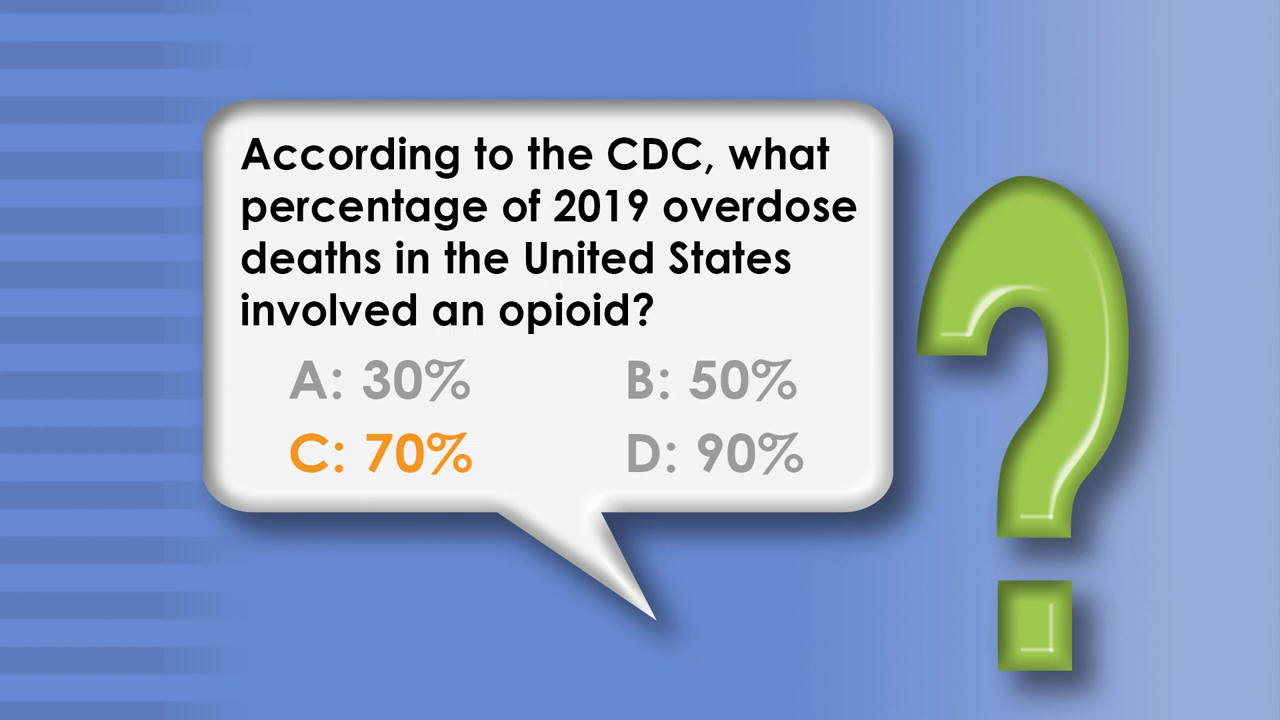 According to the CDC, what
percentage of 2019 overdose
deaths in the United States
involved an opioid?
A: 30% B: 50%
C: 70% D: 90%
?